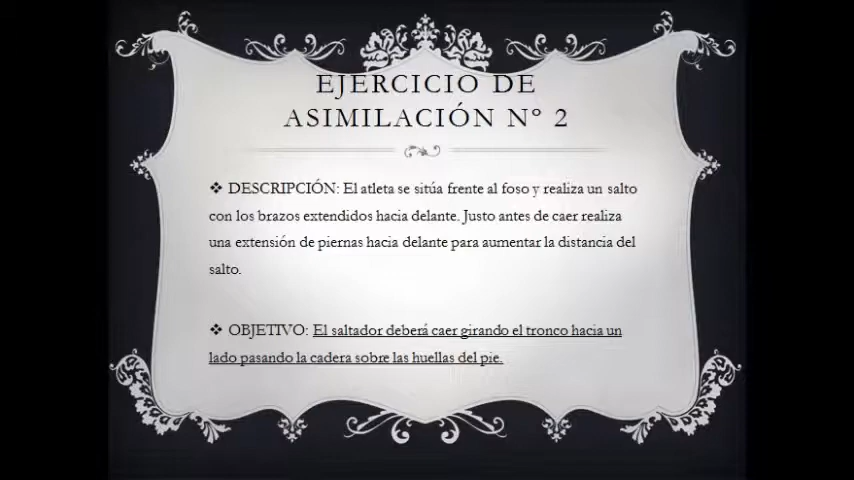 EJERCICIO DE
ASIMILACIÓN Nº 2
❖ DESCRIPCIÓN: El atleta se sitúa frente al foso y realiza un salto
con los brazos extendidos hacia delante. Justo antes de caer realiza
una extensión de piernas hacia delante para aumentar la distancia del
salto.
❖ OBJETIVO: El saltador deberá caer girando el tronco hacia un
lado pasando la cadera sobre las huellas del pie.